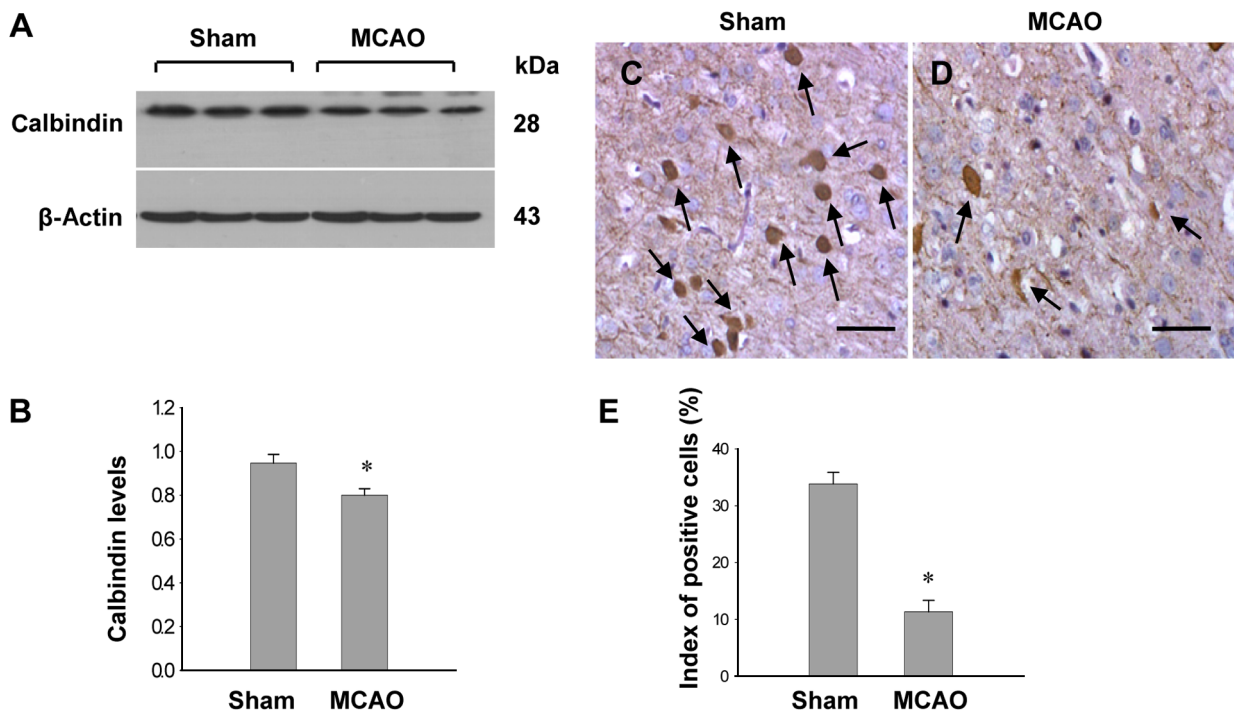 A
Sham MCAO
kDa
Calbindin
28
β-Actin
43
Sham MCAO
C D
B
Calbindin levels
1.2
1.0
0.8
0.6
0.4
0.2
0.0
*
Sham MCAO
E
Index of positive cells (%)
40
30
20
10
0
*
Sham MCAO